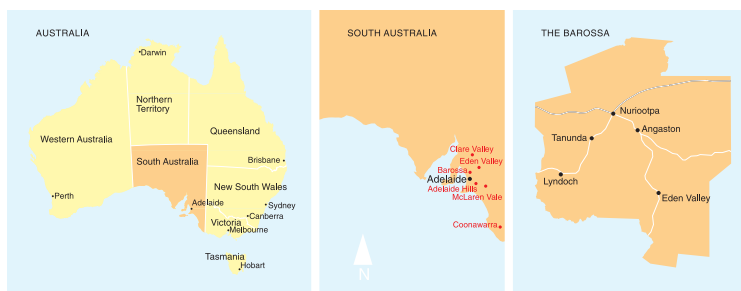 AUSTRALIA
Darwin
Northern
Territory
Queensland
Western Australia
South Australia
Brisbane
New South Wales
Perth
Adelaide
Sydney
Canberra
Victoria
Melbourne
Tasmania
Hobart
SOUTH AUSTRALIA
Clare Valley
Eden Valley
Barossa
Adelaide
Adelaide Hills
McLaren Vale
Coonawarra
N
THE BAROSSA
Nuriootpa
Angaston
Tanunda
Lyndoch
Eden Valley